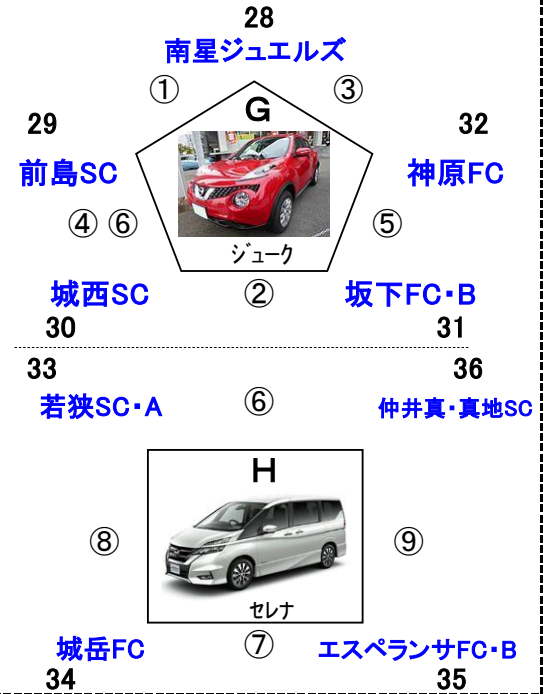 28
南星ジュエルズ
① ③
G
29
32
前島SC
神原FC
④ ⑥
⑤
ジューク
城西SC
②
坂下FC・B
30
31
33
36
若狭SC・A
⑥
仲井真・真地SC
H
⑧
⑨
セレナ
城岳FC
⑦
エスペランサFC・B
34
35